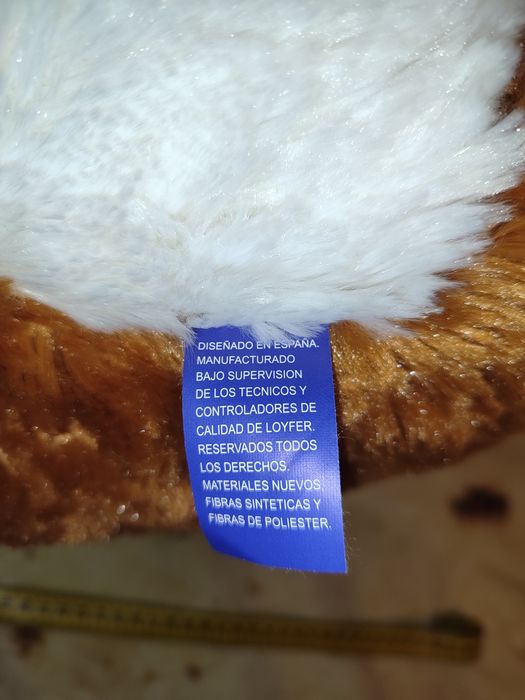 DISEÑADO EN ESPAÑA.
MANUFACTURADO
BAJO SUPERVISION
DE LOS TECNICOS Y
CONTROLADORES DE
CALIDAD DE LOYFER.
RESERVADOS TODOS
LOS DERECHOS.
MATERIALES NUEVOS
FIBRAS SINTETICAS Y
FIBRAS DE POLIESTER.